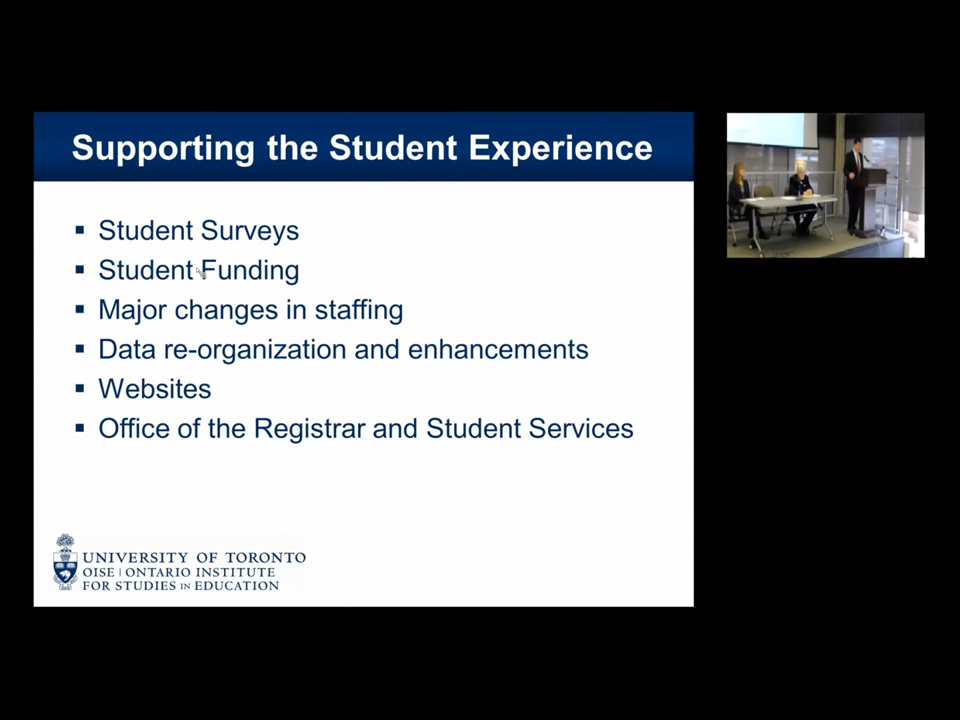 Supporting the Student Experience
Student Surveys
Student Funding
Major changes in staffing
Data re-organization and enhancements
Websites
Office of the Registrar and Student Services
UNIVERSITY OF TORONTO
OISE | ONTARIO INSTITUTE
FOR STUDIES IN EDUCATION